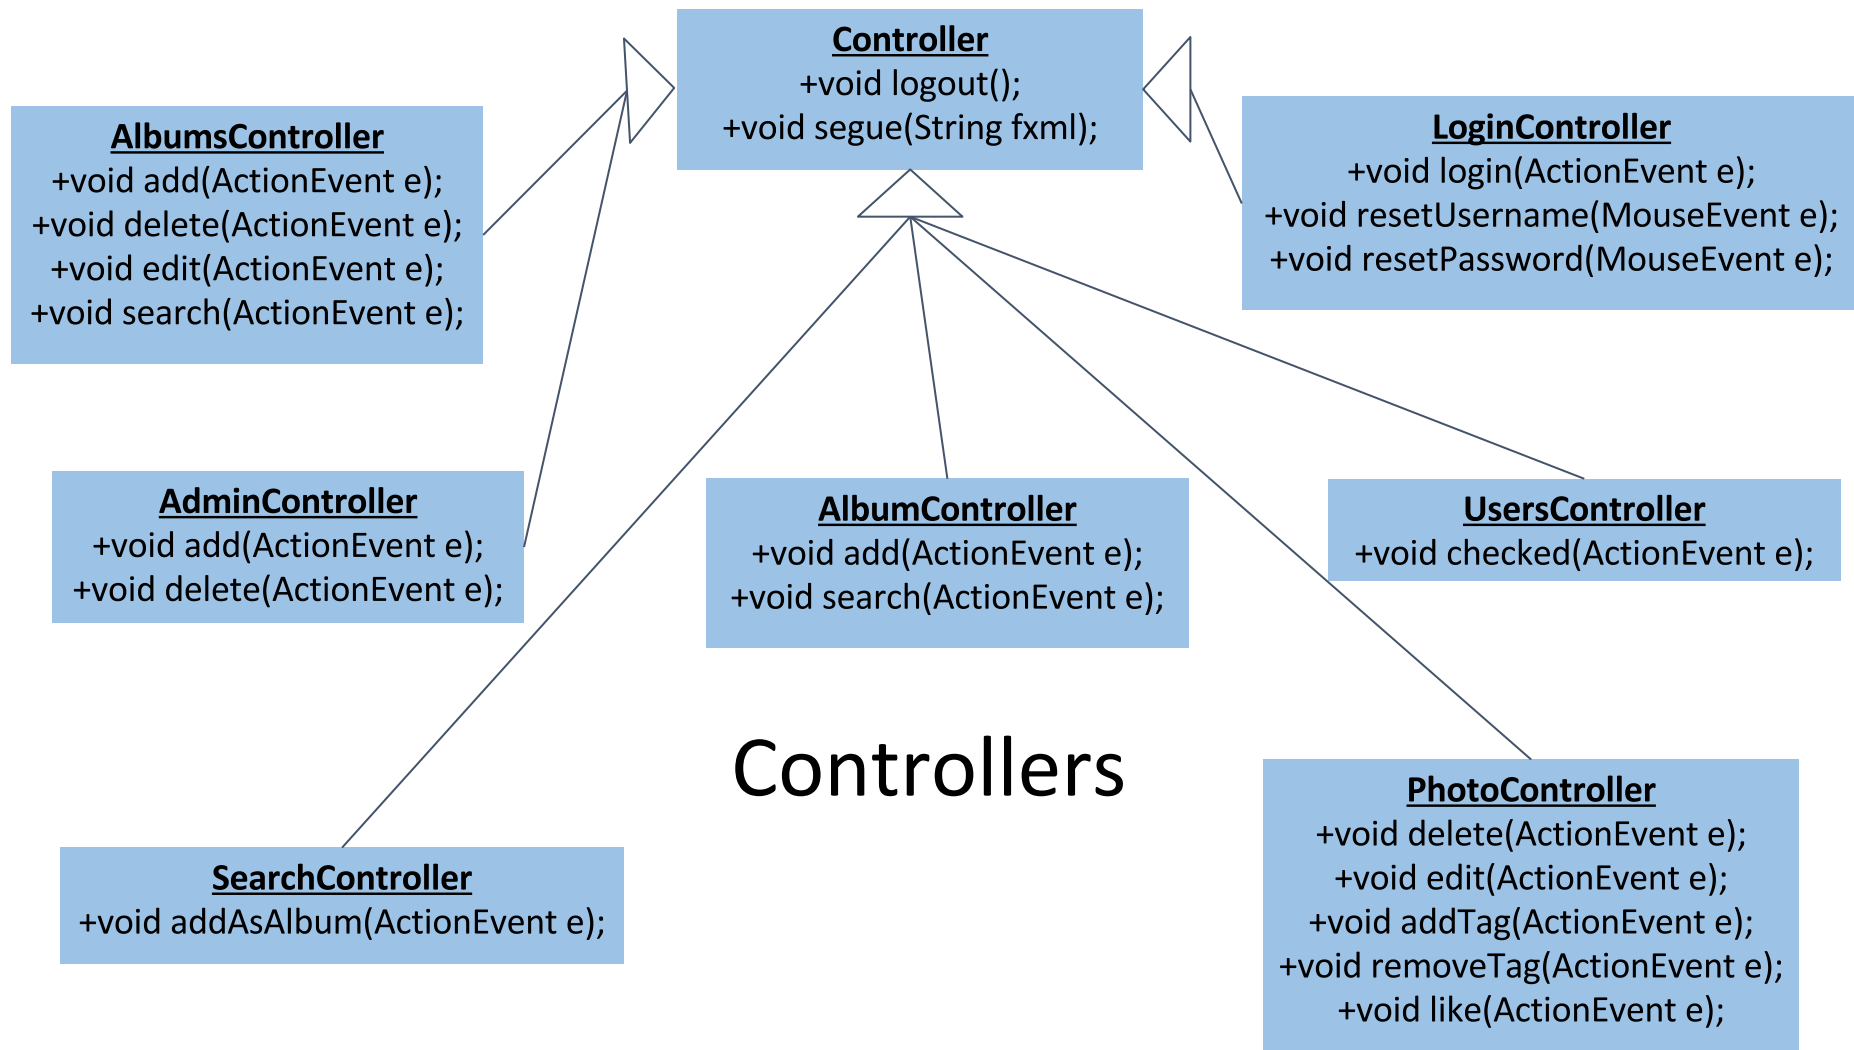 Controller
+void logout();
+void segue(String fxml);
AlbumsController
+void add(ActionEvent e);
+void delete(ActionEvent e);
+void edit(ActionEvent e);
+void search(ActionEvent e);
LoginController
+void login(ActionEvent e);
+void resetUsername(MouseEvent e);
+void resetPassword(MouseEvent e);
AdminController
+void add(ActionEvent e);
+void delete(ActionEvent e);
AlbumController
+void add(ActionEvent e);
+void search(ActionEvent e);
UsersController
+void checked(ActionEvent e);
Controllers
SearchController
+void addAsAlbum(ActionEvent e);
PhotoController
+void delete(ActionEvent e);
+void edit(ActionEvent e);
+void addTag(ActionEvent e);
+void removeTag(ActionEvent e);
+void like(ActionEvent e);